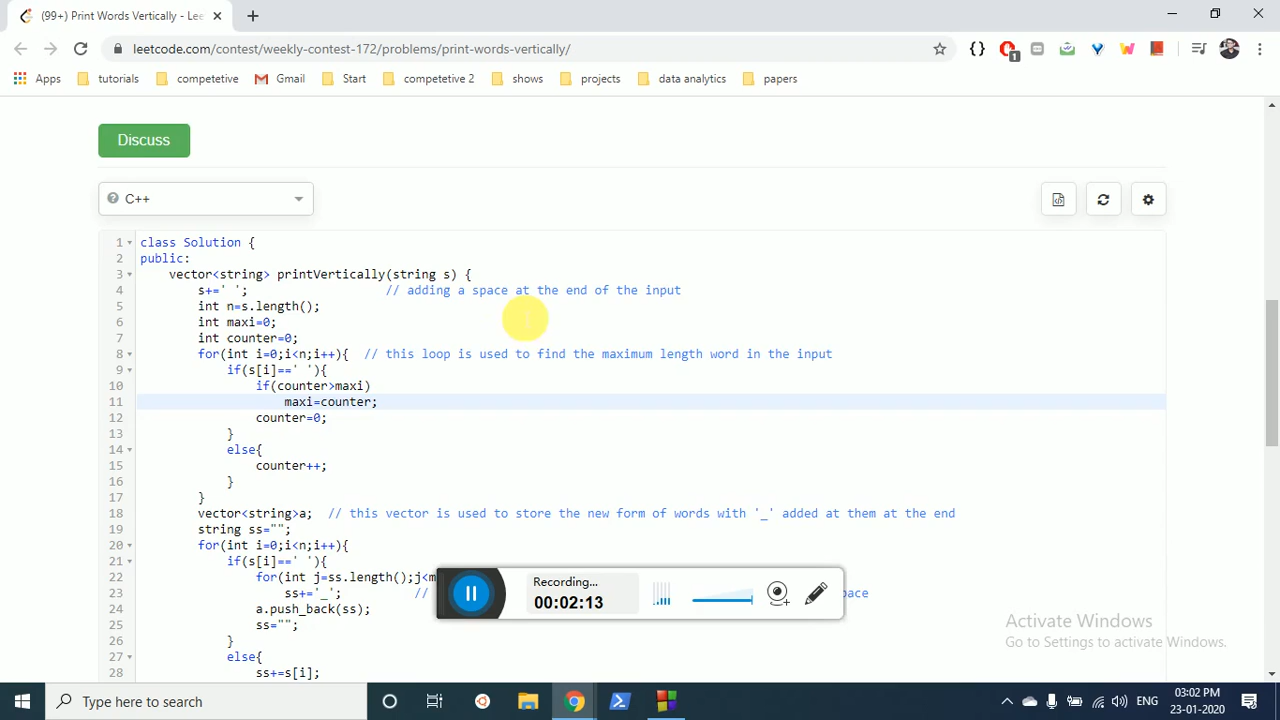 (99+) Print Words Vertically - Lee
leetcode.com/contest/weekly-contest-172/problems/print-words-vertically/
1
Apps tutorials competetive Gmail Start competetive 2 shows projects data analytics papers
Discuss
C++
1 class Solution {
2 public:
3 vector<string> printVertically(string s) {
4 s+=' '; // adding a space at the end of the input
5 int n=s.length();
6 int maxi=0;
7 int counter=0;
8 for(int i=0;i<n;i++){ // this loop is used to find the maximum length word in the input
9 if(s[i]==' '){
10 if(counter>maxi)
11 maxi=counter;
12 counter=0;
13 }
14 else{
15 counter++;
16 }
17 }
18 vector<string>a; // this vector is used to store the new form of words with '_' added at them at the end
19 string ss="";
20 for(int i=0;i<n;i++){
21 if(s[i]==' '){
22 for(int j=ss.length();j<m
23 ss+='_'; //
24 a.push_back(ss);
25 ss="";
26 }
27 else{
28 ss+=s[i];
Recording...
00:02:13
Activate Windows
Go to Settings to activate Windows.
Type here to search
ENG
03:02 PM
23-01-2020